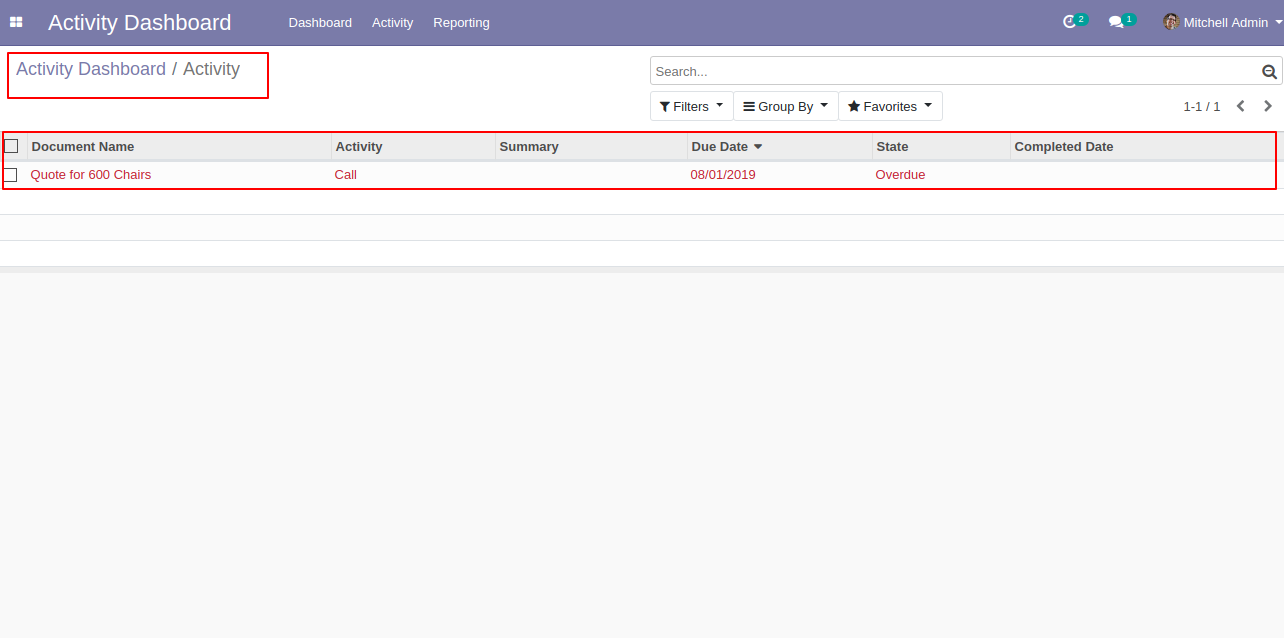 Activity Dashboard Dashboard Activity Reporting 2 1 Mitchell Admin
Activity Dashboard / Activity
Search...
Filters Group By Favorites 1-1 / 1
Document Name Activity Summary Due Date State Completed Date
Quote for 600 Chairs Call 08/01/2019 Overdue